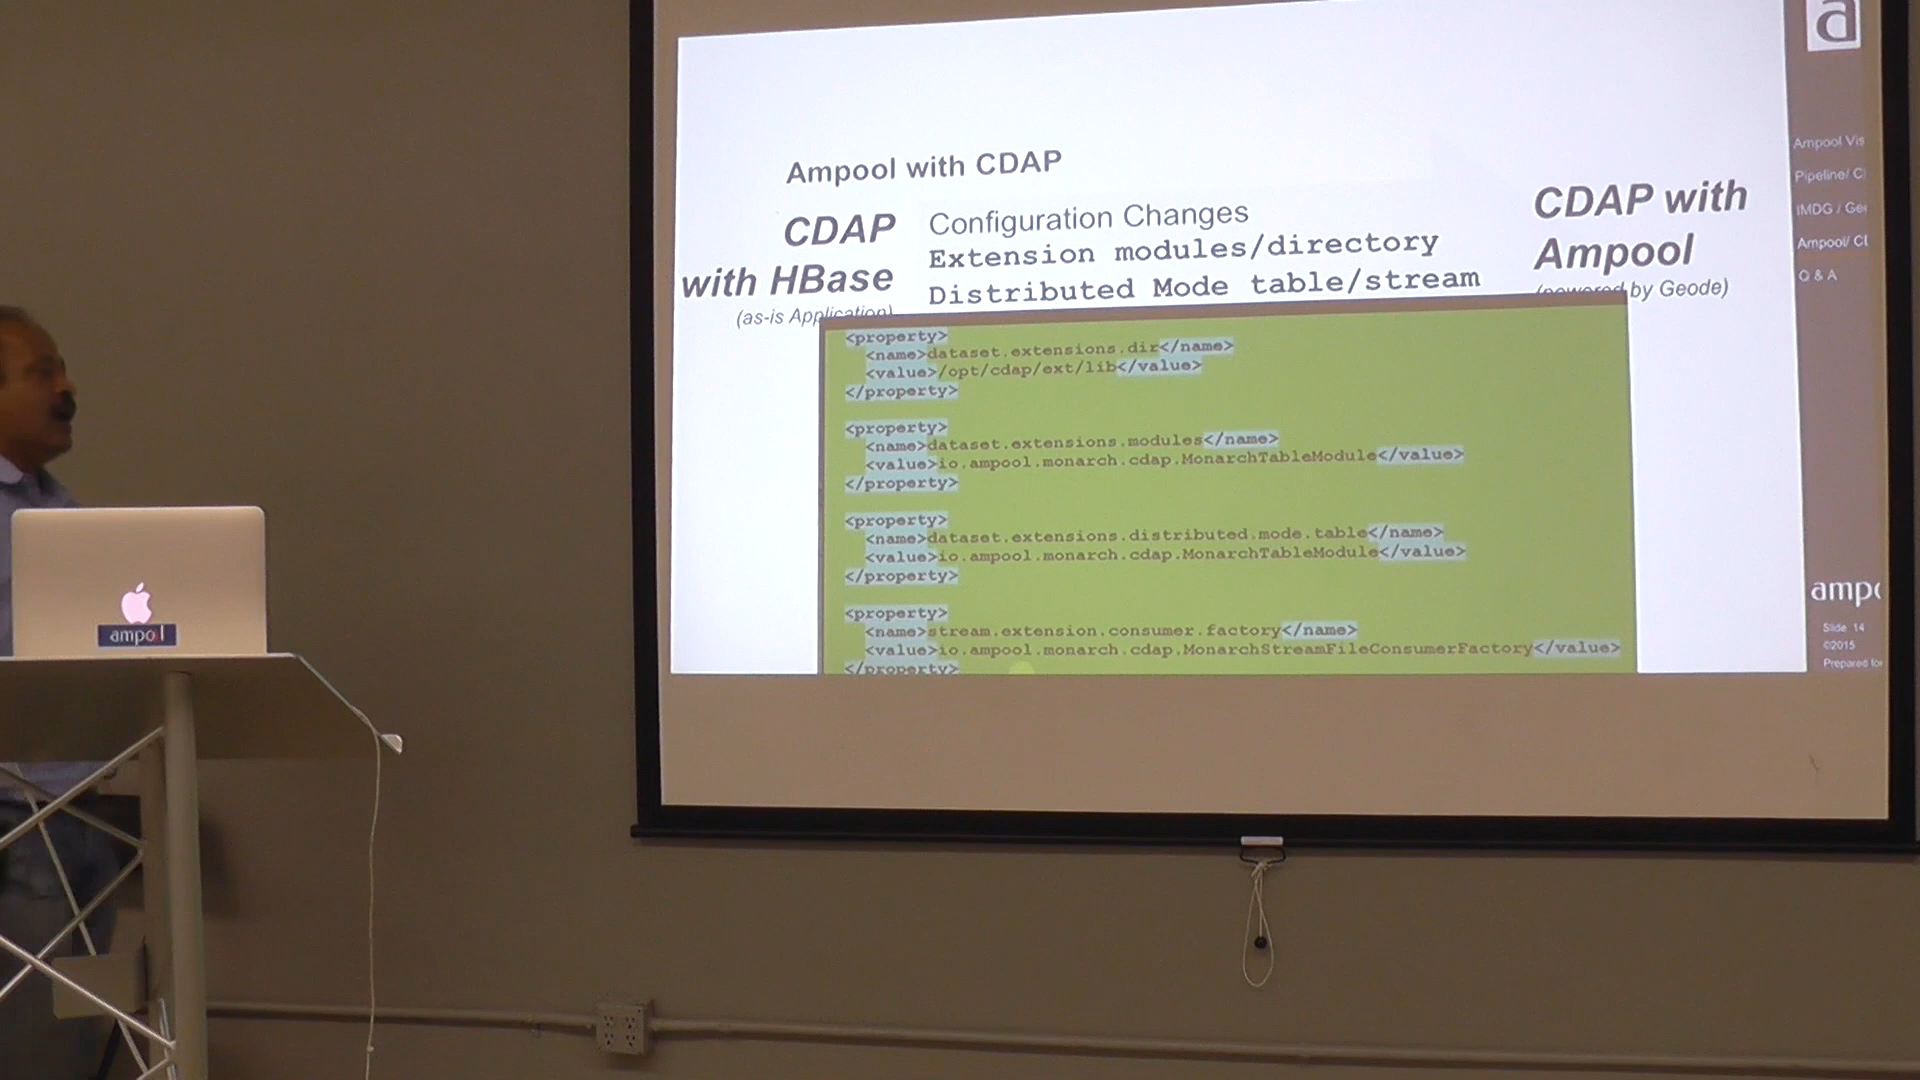 a
Ampool with CDAP
CDAP
with HBase
(as-is Application)
Configuration Changes
Extension modules/directory
Distributed Mode table/stream
CDAP with
Ampool
(powered by Geode)
<property>
<name>dataset.extensions.dir</name>
<value>/opt/cdap/ext/lib</value>
</property>
<property>
<name>dataset.extensions.modules</name>
<value>io.ampool.monarch.cdap.MonarchTableModule</value>
</property>
<property>
<name>dataset.extensions.distributed.mode.table</name>
<value>io.ampool.monarch.cdap.MonarchTableModule</value>
</property>
<property>
<name>stream.extension.consumer.factory</name>
<value>io.ampool.monarch.cdap.MonarchStreamFileConsumerFactory</value>
</property>
Ampool Vis
Pipeline/
IMDG / Ge
Ampool/
Q & A
amp
Slide 14
©2015
Prepared for
ampool